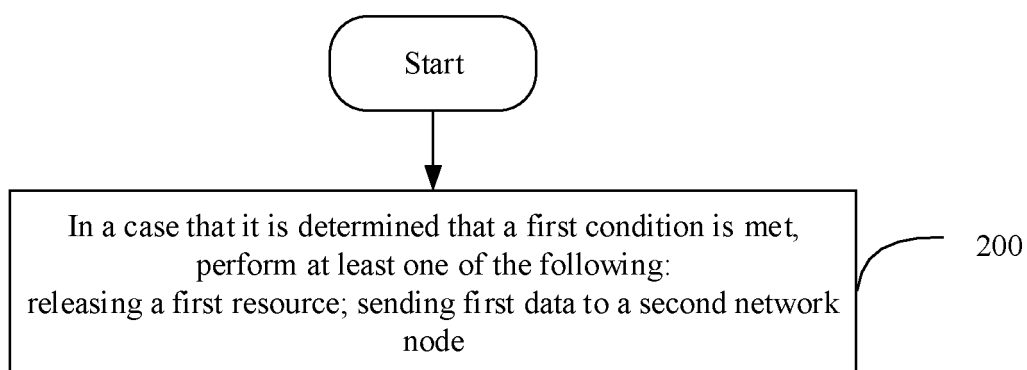 Start
In a case that it is determined that a first condition is met,
perform at least one of the following:
releasing a first resource; sending first data to a second network
node
200